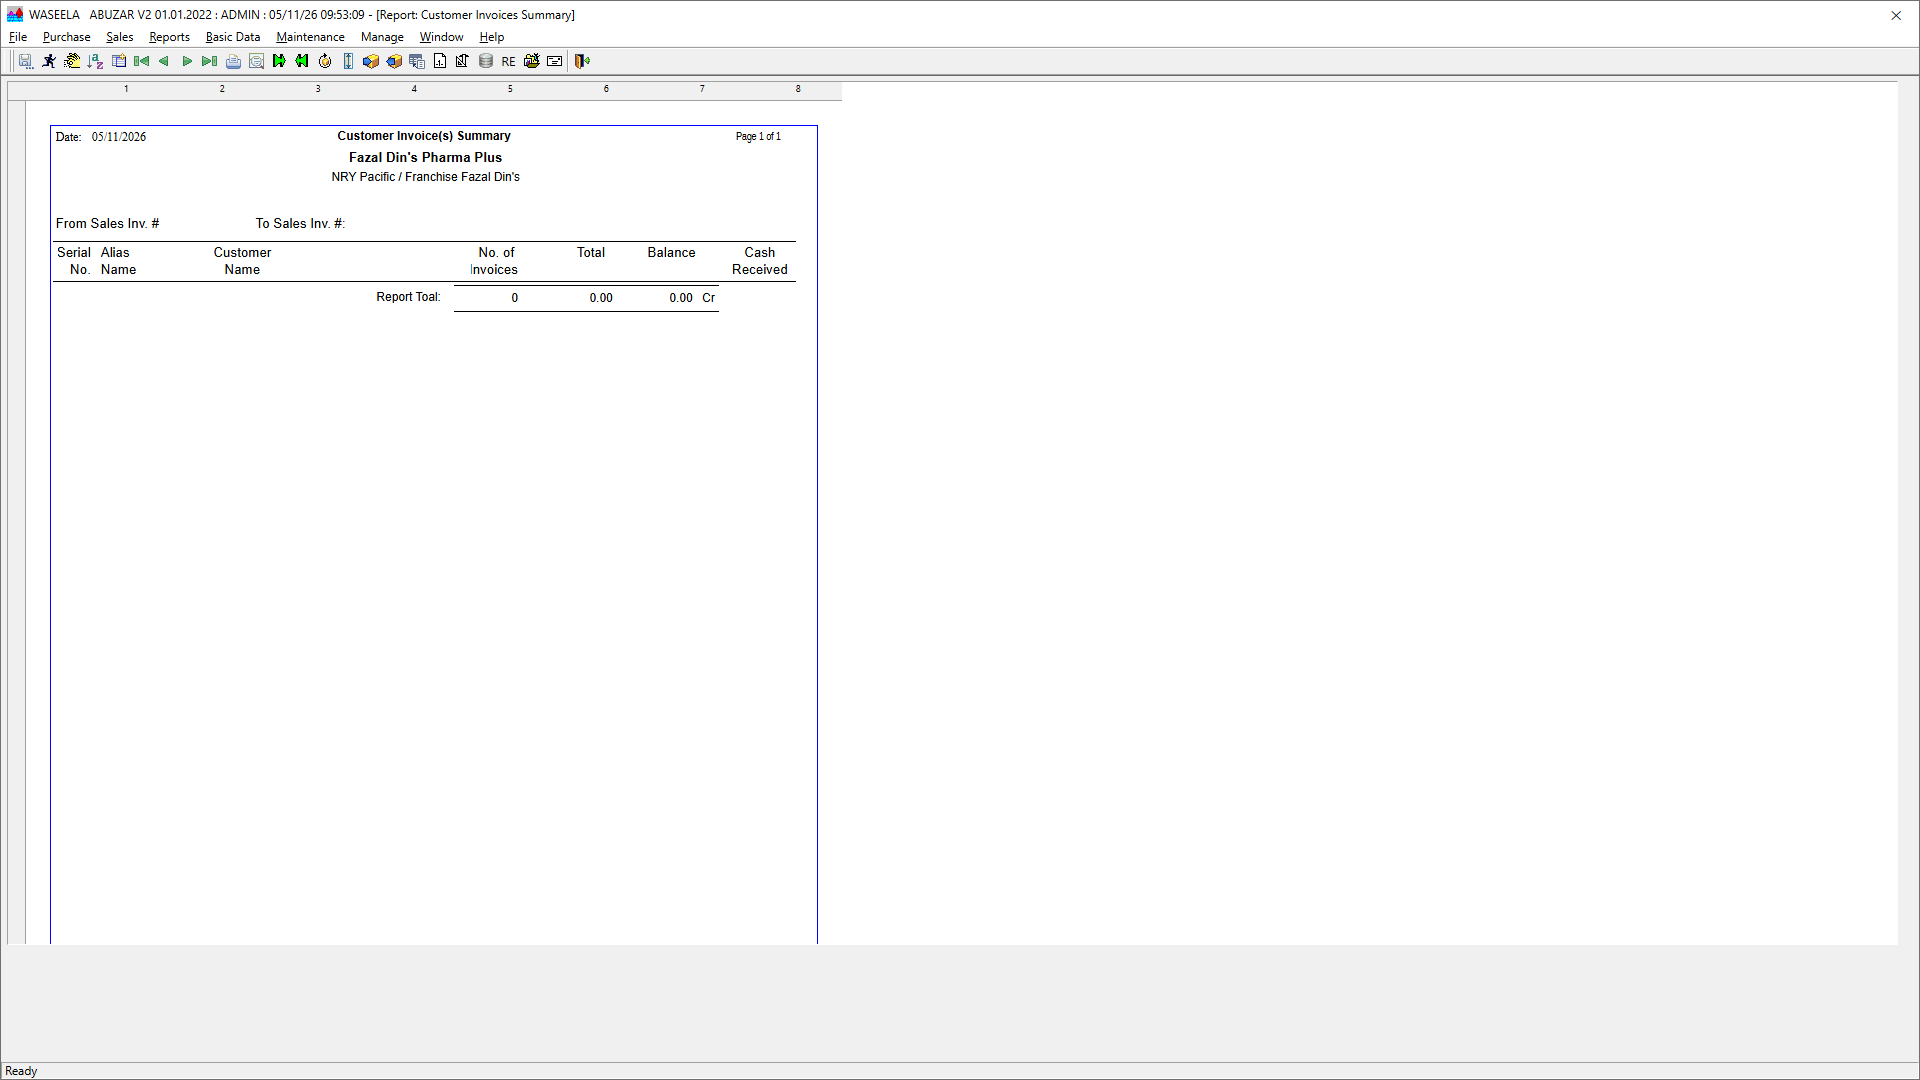 WASEELA   ABUZAR V2 01.01.2022 : ADMIN : 05/11/26 09:53:09 - [Report: Customer Invoices Summary]
File Purchase Sales Reports Basic Data Maintenance Manage Window Help
RE
1 2 3 4 5 6 7 8
Date: 05/11/2026 Customer Invoice(s) Summary Page 1 of 1
Fazal Din's Pharma Plus
NRY Pacific / Franchise Fazal Din's
From Sales Inv. # To Sales Inv. #:
Serial Alias Customer No. of Total Balance Cash
No. Name Name Invoices Received
Report Toal: 0 0.00 0.00 Cr
Ready